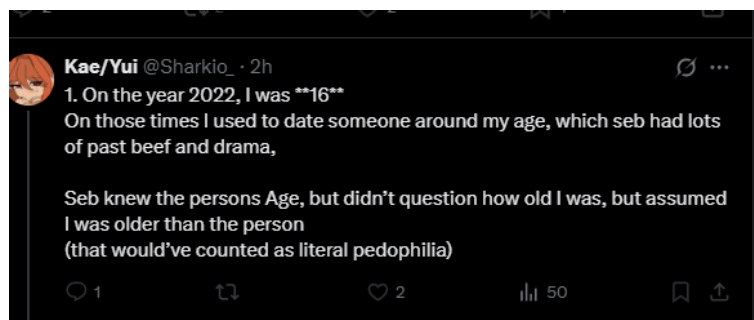 Kae/Yui @Sharkio_ · 2h
1. On the year 2022, I was **16**
On those times I used to date someone around my age, which seb had lots
of past beef and drama,
Seb knew the persons Age, but didn't question how old I was, but assumed
I was older than the person
(that would've counted as literal pedophilia)
1 2 50